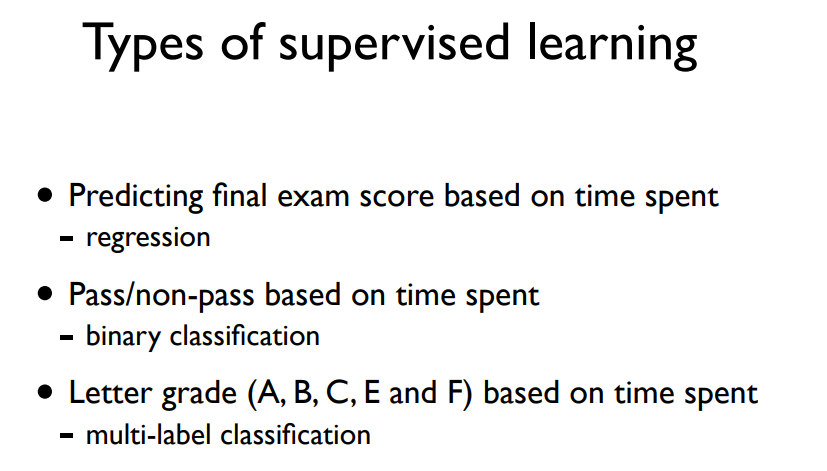 Types of supervised learning
• Predicting final exam score based on time spent
- regression
• Pass/non-pass based on time spent
- binary classification
• Letter grade (A, B, C, E and F) based on time spent
- multi-label classification